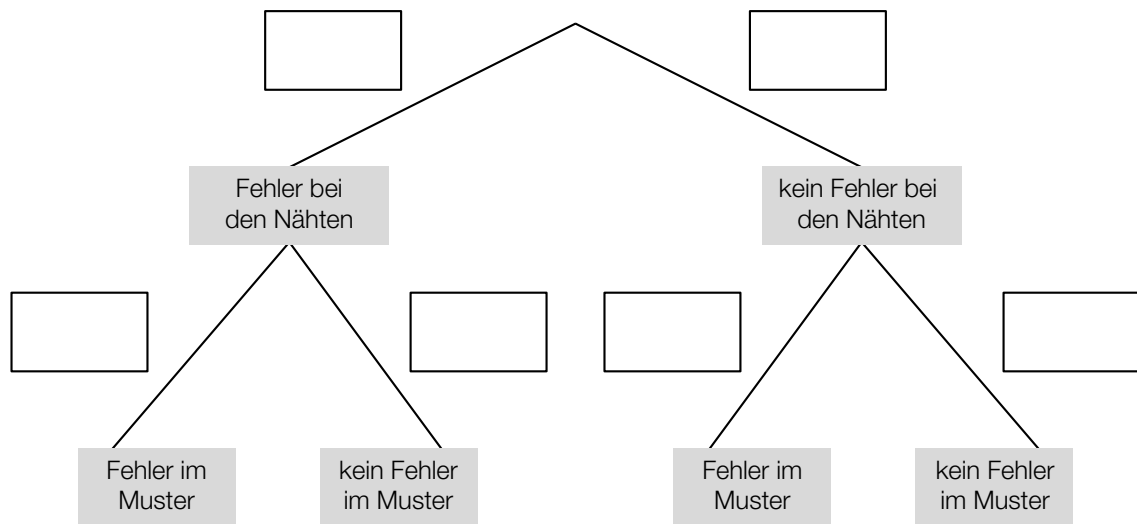 Fehler bei
den Nähten
kein Fehler bei
den Nähten
Fehler im
Muster
kein Fehler
im Muster
Fehler im
Muster
kein Fehler
im Muster